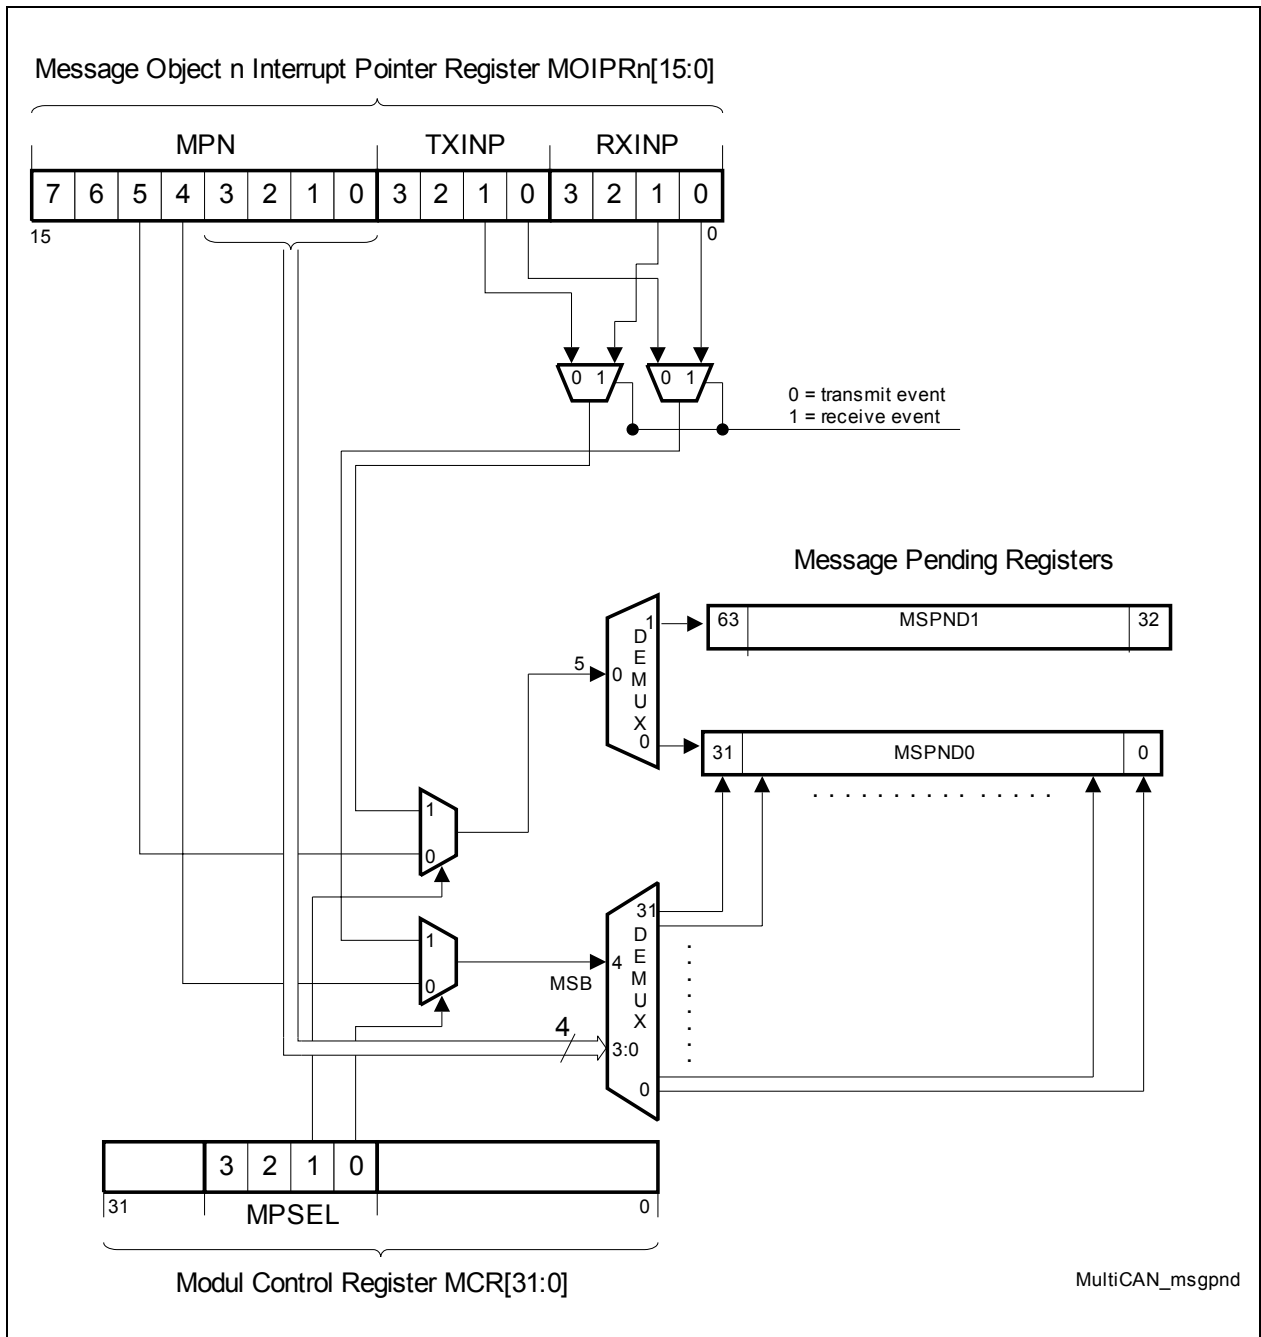 Message Object n Interrupt Pointer Register MOIPRn[15:0]
MPN TXINP RXINP
7 6 5 4 3 2 1 0 3 2 1 0 3 2 1 0
15 0
0 1 0 1
0 = transmit event
1 = receive event
Message Pending Registers
63 MSPND1 32
1
DEMUX
5 0
0
31 MSPND0 0
. . . . . . . . . . . . . . .
1
0
31
DEMUX
1
4
MSB
0
4
3:0
0
3 2 1 0
31 MPSEL 0
Modul Control Register MCR[31:0]
MultiCAN_msgpnd